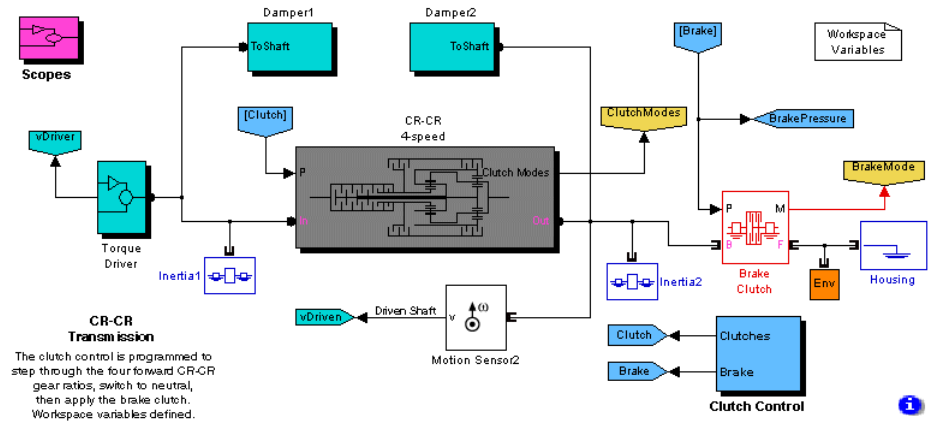 Damper1
Damper2
ToShaft
ToShaft
[Brake]
Workspace
Variables
Scopes
[Clutch]
CR-CR
4-speed
ClutchModes
BrakePressure
vDriver
P
Clutch Modes
BrakeMode
P
M
In
Out
B
F
Torque
Driver
Inertia1
Inertia2
Brake
Clutch
Env
Housing
vDriven
Driven Shaft
v
(t)
Motion Sensor2
CR-CR
Transmission
The clutch control is programmed to
step through the four forward CR-CR
gear ratios, switch to neutral,
then apply the brake clutch.
Workspace variables defined.
Clutch
Clutches
Brake
Brake
Clutch Control
i